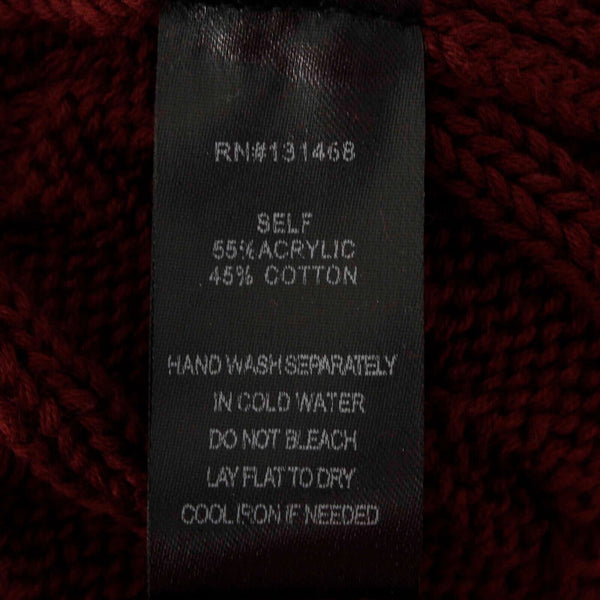 RN#131468
SELF
55%ACRYLIC
45% COTTON
HAND WASH SEPARATELY
IN COLD WATER
DO NOT BLEACH
LAY FLAT TO DRY
COOL IRON IF NEEDED